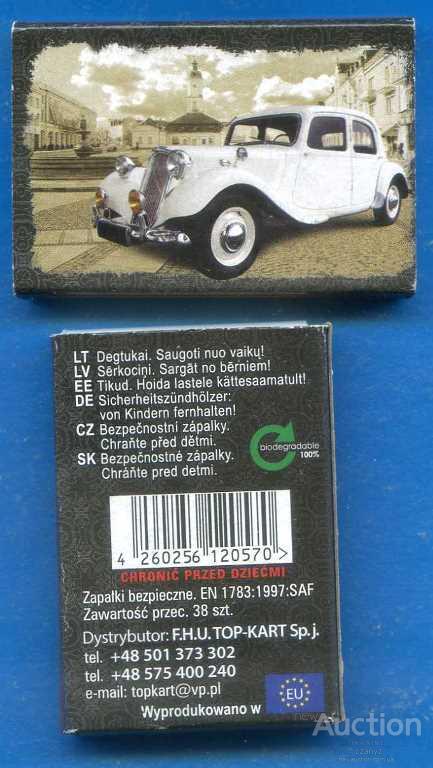 LT Degtukai. Saugoti nuo vaikų!
LV Sērkociņi. Sargāt no bērniem!
EE Tikud. Hoida lastele kättesaamatult!
DE Sicherheitszündhölzer:
von Kindern fernhalten!
CZ Bezpečnostní zápalky.
Chraňte před dětmi.
SK Bezpečnostné zápalky.
Chráňte pred detmi.
biodegradable
100%
4 260256 120570 >
CHRONIĆ PRZED DZIEĆMI
Zapałki bezpieczne. EN 1783:1997:SAF
Zawartość przec. 38 szt.
Dystrybutor: F.H.U. TOP-KART Sp.j.
tel. +48 501 373 302
tel. +48 575 400 240
e-mail: topkart@vp.pl
Wyprodukowano w
EU
Auction